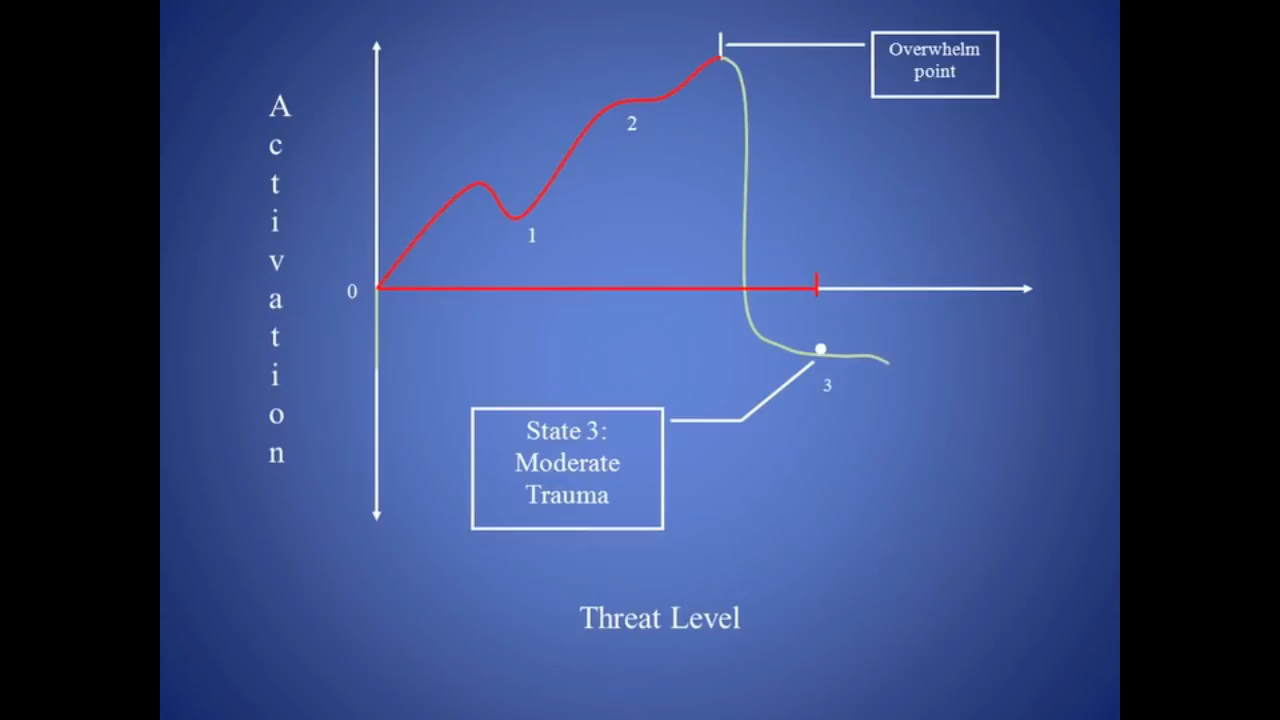 Overwhelm
point
A
c
t
i
v
a
t
i
o
n
2
1
0
3
State 3:
Moderate
Trauma
Threat Level